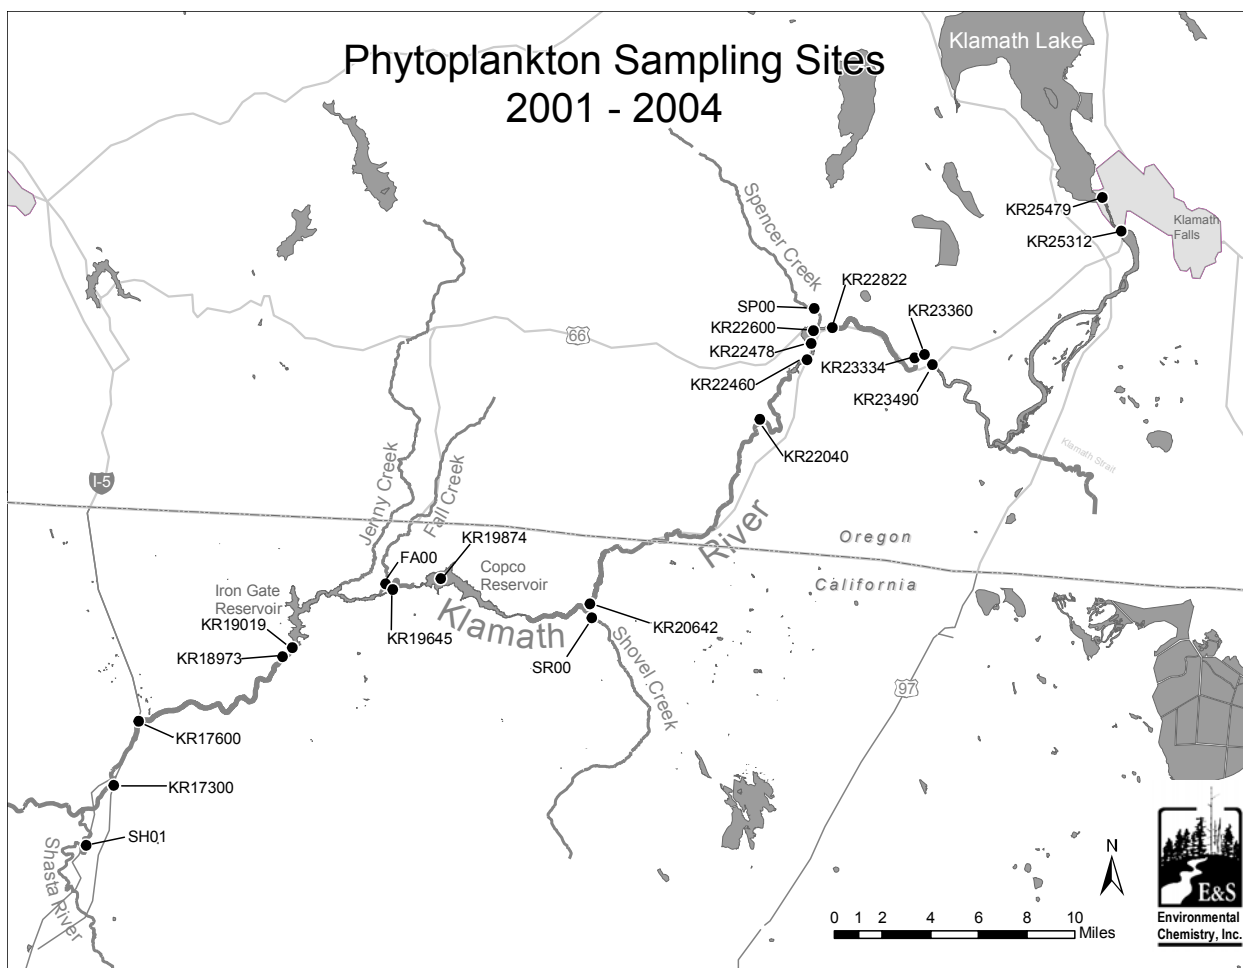 Phytoplankton Sampling Sites
2001 - 2004
Klamath Lake
Spencer Creek
KR25479
Klamath
Falls
KR25312
KR22822
SP00
KR22600
66
KR22478
KR22460
KR23360
KR23334
KR23490
KR22040
Klamath Strait
I-5
Jenny Creek
Fall Creek
River
Oregon
California
KR19874
FA00
Copco
Reservoir
Iron Gate
Reservoir
KR19019
KR18973
KR19645
Klamath
KR20642
SR00
Shovel Creek
97
KR17600
KR17300
SH01
Shasta River
N
0 1 2 4 6 8 10
Miles
E&S
Environmental
Chemistry, Inc.